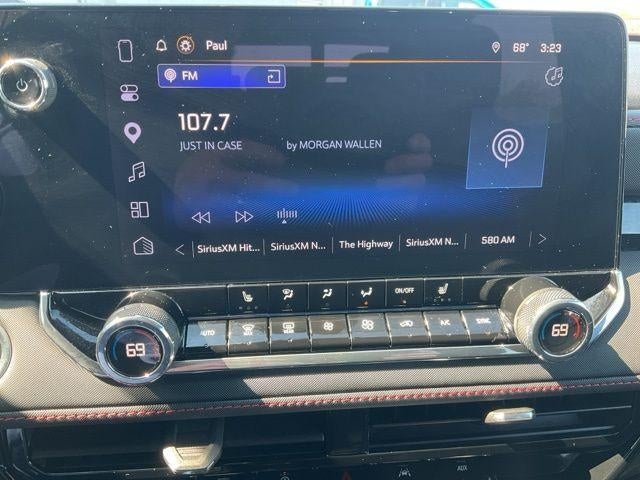 Paul 68° 3:23
FM
107.7
JUST IN CASE by MORGAN WALLEN
SiriusXM Hit... SiriusXM N... The Highway SiriusXM N... 580 AM
ON/OFF
AUTO A/C SYNC
69 69
AUX